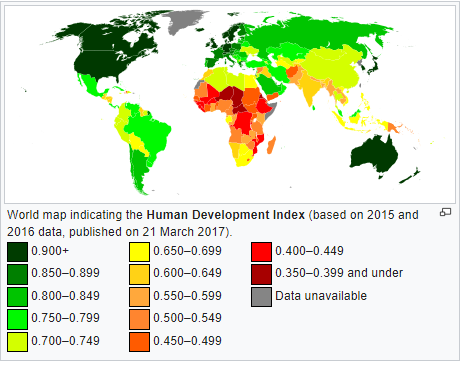 World map indicating the Human Development Index (based on 2015 and
2016 data, published on 21 March 2017).
0.900+
0.850–0.899
0.800–0.849
0.750–0.799
0.700–0.749
0.650–0.699
0.600–0.649
0.550–0.599
0.500–0.549
0.450–0.499
0.400–0.449
0.350–0.399 and under
Data unavailable